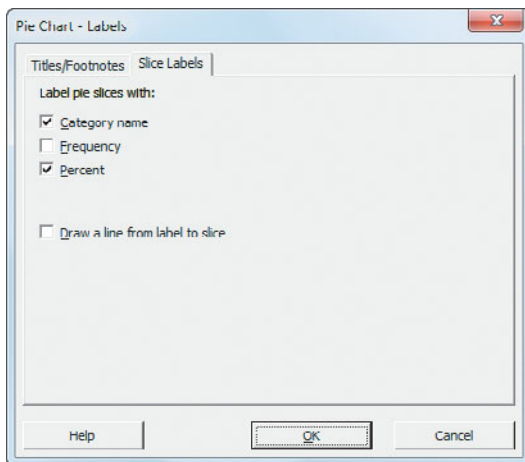 Pie Chart - Labels
Titles/Footnotes Slice Labels
Label pie slices with:
Category name
Frequency
Percent
Draw a line from label to slice
Help OK Cancel